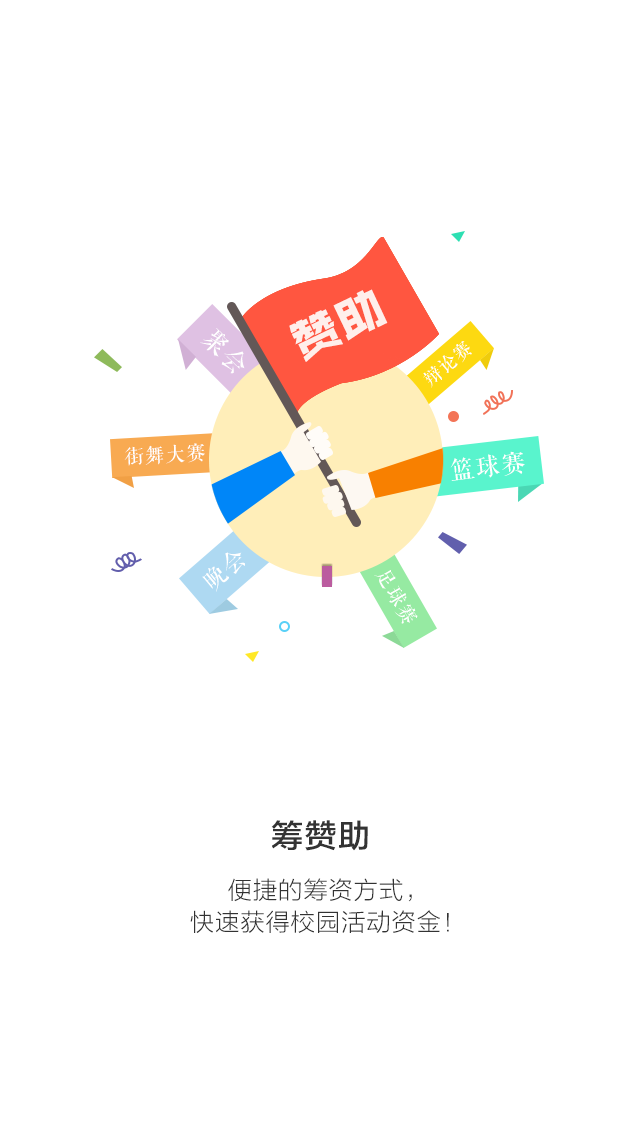 赞助
聚会
辩论赛
街舞大赛
篮球赛
晚会
足球赛
筹赞助
便捷的筹资方式，
快速获得校园活动资金！